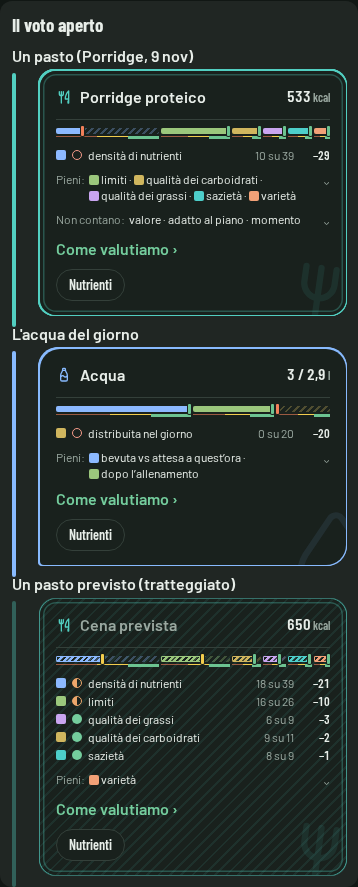 Il voto aperto
Un pasto (Porridge, 9 nov)
Porridge proteico 533 kcal
densità di nutrienti 10 su 39 −29
Pieni: limiti · qualità dei carboidrati ·
qualità dei grassi · sazietà · varietà
Non contano: valore · adatto al piano · momento
Come valutiamo ›
Nutrienti
L'acqua del giorno
Acqua 3 / 2,9 l
distribuita nel giorno 0 su 20 −20
Pieni: bevuta vs attesa a quest'ora ·
dopo l'allenamento
Come valutiamo ›
Nutrienti
Un pasto previsto (tratteggiato)
Cena prevista 650 kcal
densità di nutrienti 18 su 39 −21
limiti 16 su 26 −10
qualità dei grassi 6 su 9 −3
qualità dei carboidrati 9 su 11 −2
sazietà 8 su 9 −1
Pieni: varietà
Come valutiamo ›
Nutrienti